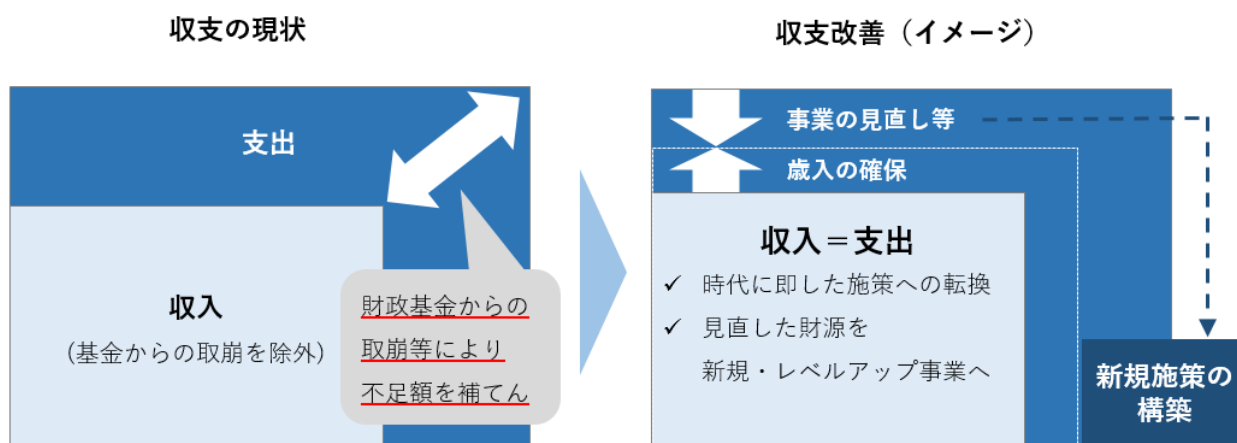 収支の現状
支出
収入
(基金からの取崩を除外)
財政基金からの
取崩等により
不足額を補てん
収支改善（イメージ）
事業の見直し等
歳入の確保
収入＝支出
✓ 時代に即した施策への転換
✓ 見直した財源を
新規・レベルアップ事業へ
新規施策の
構築